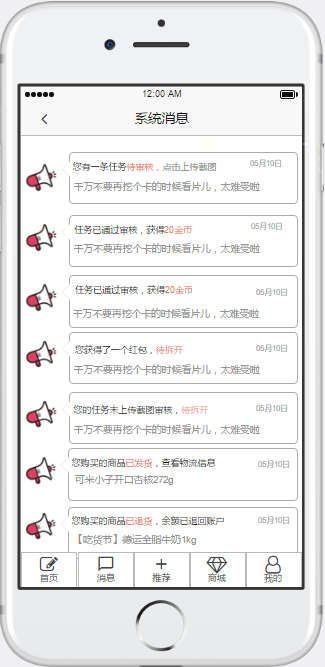 12:00 AM
系统消息
您有一条任务待审核，点击上传截图 05月10日
千万不要再挖个卡的时候看片儿，太难受啦
任务已通过审核，获得20金币 05月10日
千万不要再挖个卡的时候看片儿，太难受啦
任务已通过审核，获得20金币 05月10日
千万不要再挖个卡的时候看片儿，太难受啦
您获得了一个红包，待拆开 05月10日
千万不要再挖个卡的时候看片儿，太难受啦
您的任务未上传截图审核，待拆开 05月10日
千万不要再挖个卡的时候看片儿，太难受啦
您购买的商品已发货，查看物流信息 05月10日
可米小子开口杏核272g
您购买的商品已退货，余额已退回账户 05月10日
【吃货节】德运全脂牛奶1kg
首页 消息 推荐 商城 我的